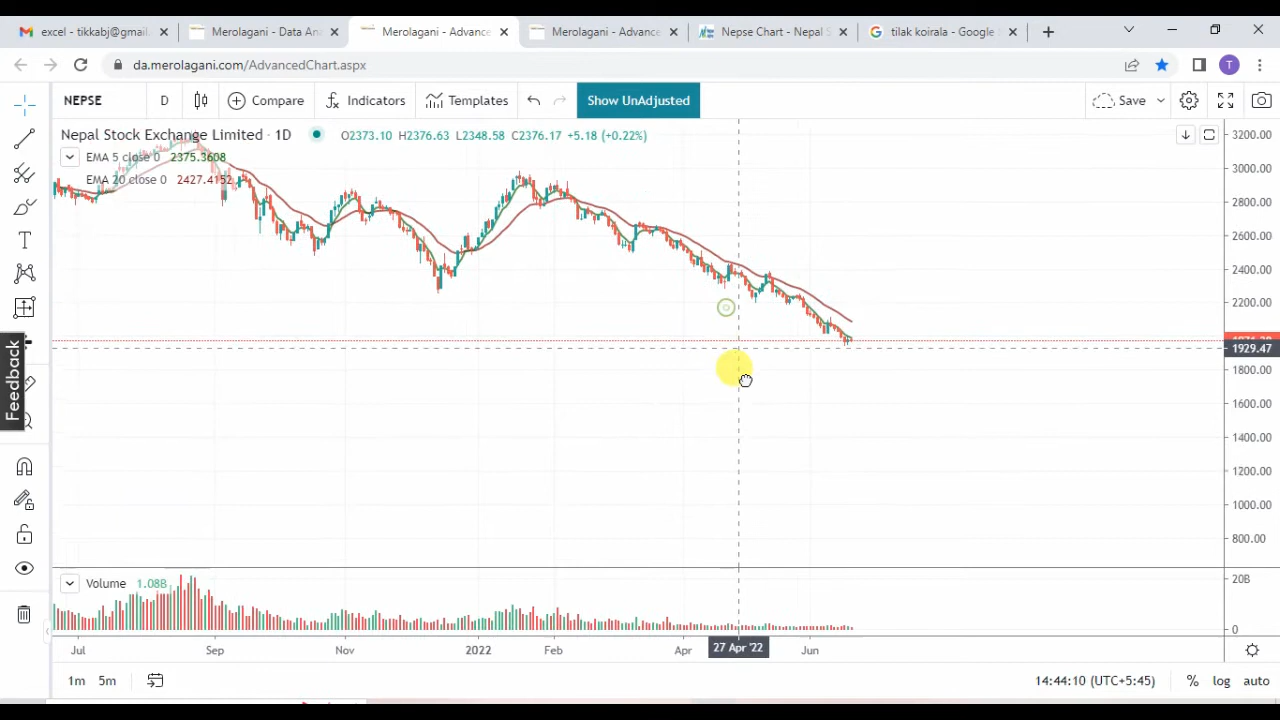 excel - tikkabj@gmail.
Merolagani - Data An
Merolagani - Advance
Merolagani - Advance
Nepse Chart - Nepal S
tilak koirala - Google S
da.merolagani.com/AdvancedChart.aspx
T
NEPSE
D
Compare
Indicators
Templates
Show UnAdjusted
Save
Nepal Stock Exchange Limited · 1D
O2373.10 H2376.63 L2348.58 C2376.17 +5.18 (+0.22%)
EMA 5 close 0 2375.3608
EMA 20 close 0 2427.4152
3200.00
3000.00
2800.00
2600.00
2400.00
2200.00
1929.47
1800.00
1600.00
1400.00
1200.00
1000.00
800.00
T
Feedback
Volume 1.08B
20B
0
Jul
Sep
Nov
2022
Feb
Apr
27 Apr '22
Jun
1m
5m
14:44:10 (UTC+5:45)
%
log
auto